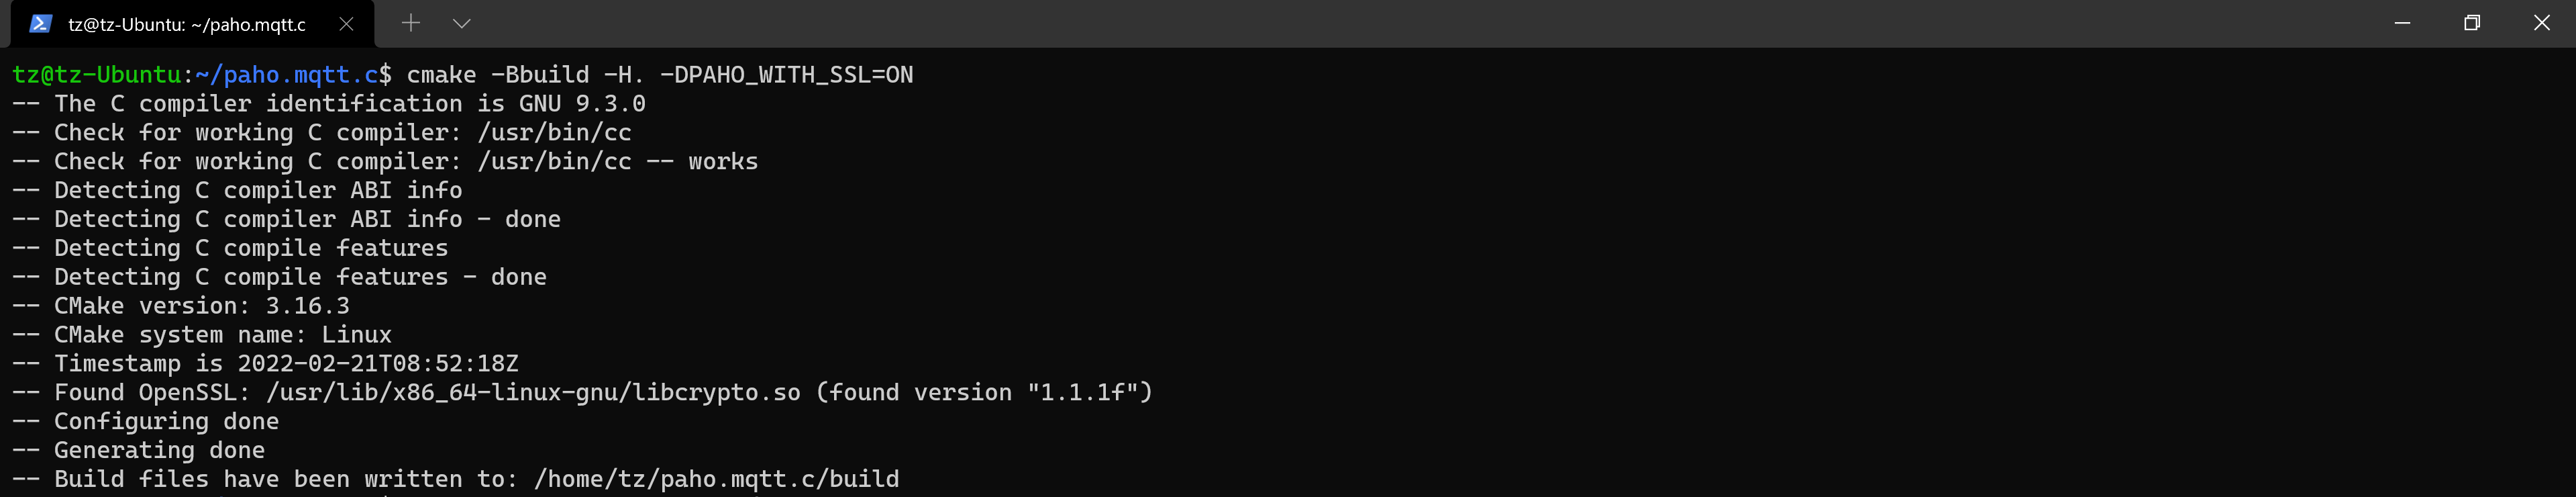 tz@tz-Ubuntu: ~/paho.mqtt.c
tz@tz-Ubuntu:~/paho.mqtt.c$ cmake -Bbuild -H. -DPAHO_WITH_SSL=ON
-- The C compiler identification is GNU 9.3.0
-- Check for working C compiler: /usr/bin/cc
-- Check for working C compiler: /usr/bin/cc -- works
-- Detecting C compiler ABI info
-- Detecting C compiler ABI info - done
-- Detecting C compile features
-- Detecting C compile features - done
-- CMake version: 3.16.3
-- CMake system name: Linux
-- Timestamp is 2022-02-21T08:52:18Z
-- Found OpenSSL: /usr/lib/x86_64-linux-gnu/libcrypto.so (found version "1.1.1f")
-- Configuring done
-- Generating done
-- Build files have been written to: /home/tz/paho.mqtt.c/build